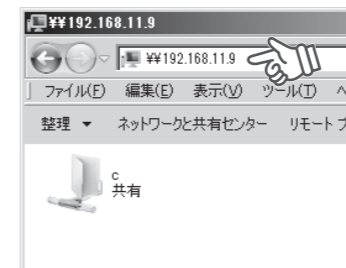 ¥¥192.168.11.9
¥¥192.168.11.9
ファイル(F) 編集(E) 表示(V) ツール(T)
整理 ▼ ネットワークと共有センター リモート
c
共有